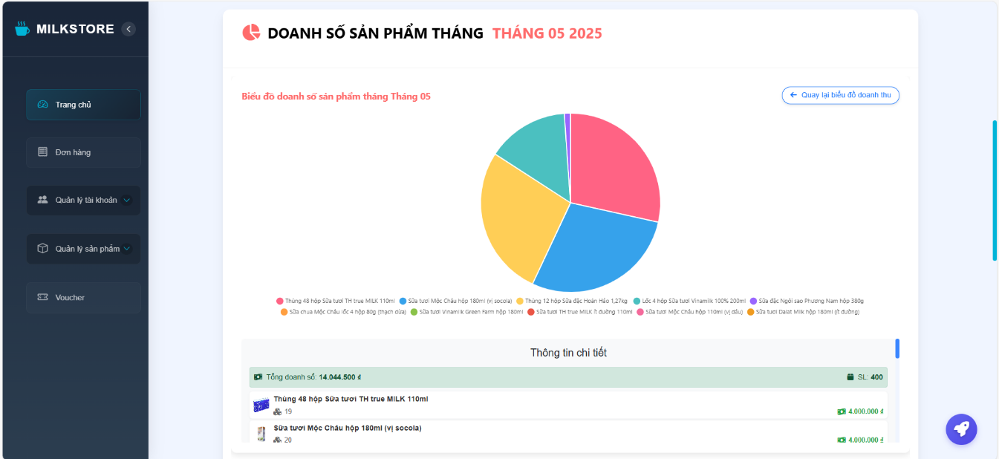 MILKSTORE
Trang chủ
Đơn hàng
Quản lý tài khoản
Quản lý sản phẩm
Voucher
DOANH SỐ SẢN PHẨM THÁNG THÁNG 05 2025
Biểu đồ doanh số sản phẩm tháng Tháng 05
Quay lại biểu đồ doanh thu
Thùng 48 hộp Sữa tươi TH true MILK 110ml Sữa tươi Mộc Châu hộp 180ml (vị socola) Thùng 12 hộp Sữa đặc Hoàn Hảo 1,27kg Lốc 4 hộp Sữa tươi Vinamilk 100% 200ml Sữa đặc Ngôi sao Phương Nam hộp 380g
Sữa chua Mộc Châu lốc 4 hộp 80g (thạch dừa) Sữa tươi Vinamilk Green Farm hộp 180ml Sữa tươi TH true MILK ít đường 110ml Sữa tươi Mộc Châu hộp 110ml (vị dâu) Sữa tươi Dalat Milk hộp 180ml (ít đường)
Thông tin chi tiết
Tổng doanh số: 14.044.500 ₫ SL: 400
Thùng 48 hộp Sữa tươi TH true MILK 110ml
19 4.000.000 ₫
Sữa tươi Mộc Châu hộp 180ml (vị socola)
20 4.000.000 ₫